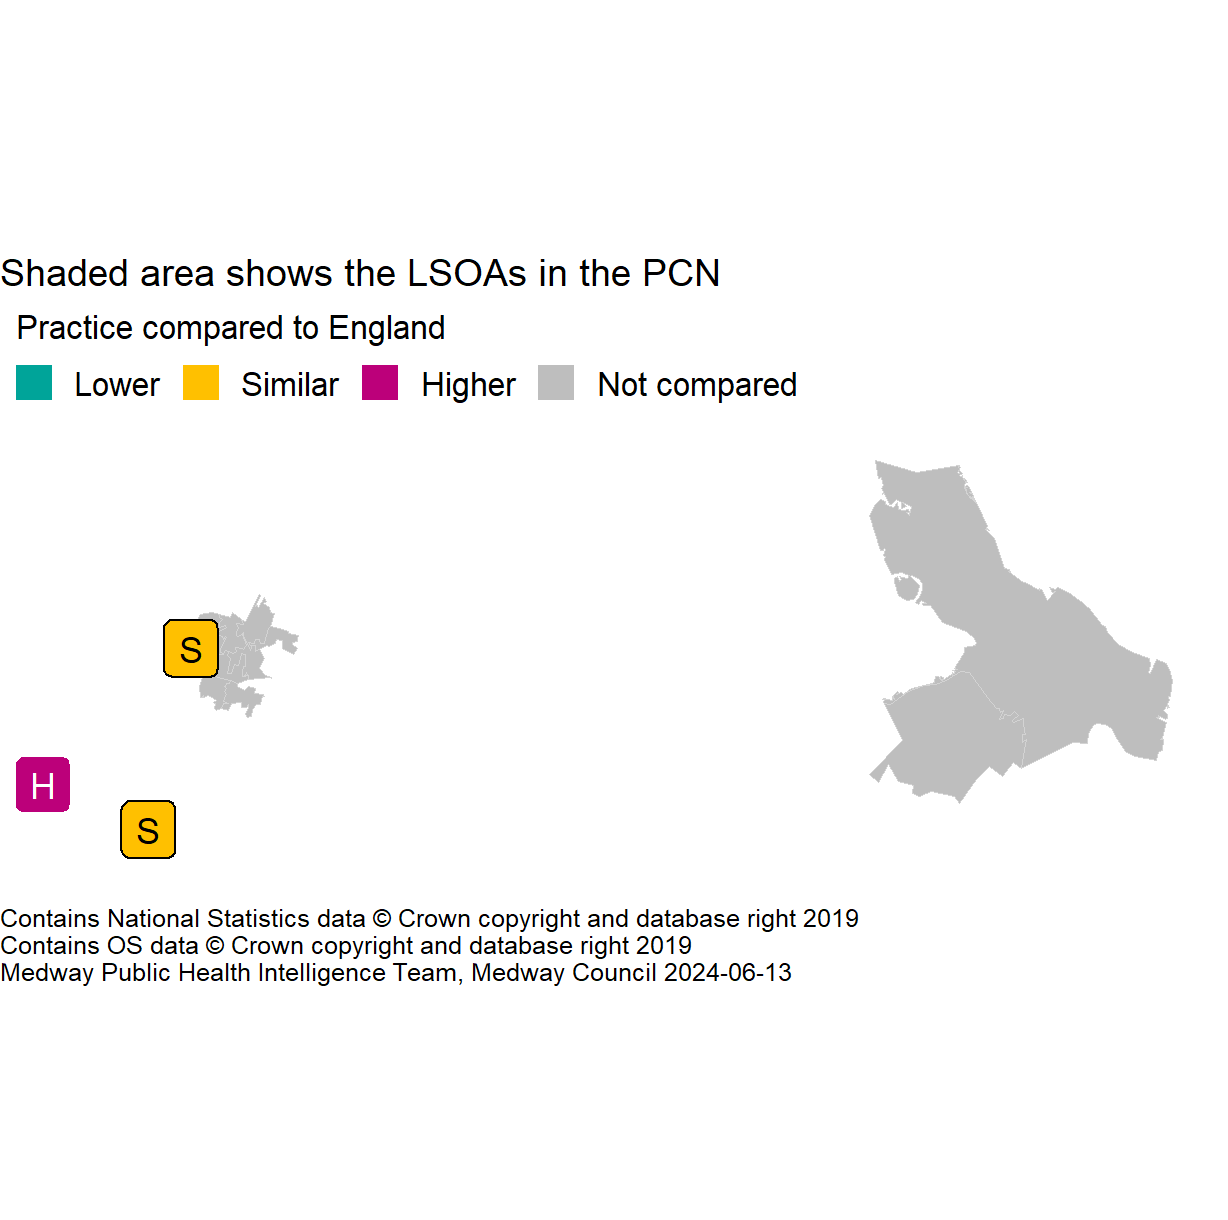 Shaded area shows the LSOAs in the PCN
Practice compared to England
Lower Similar Higher Not compared
S
H
S
Contains National Statistics data © Crown copyright and database right 2019
Contains OS data © Crown copyright and database right 2019
Medway Public Health Intelligence Team, Medway Council 2024-06-13